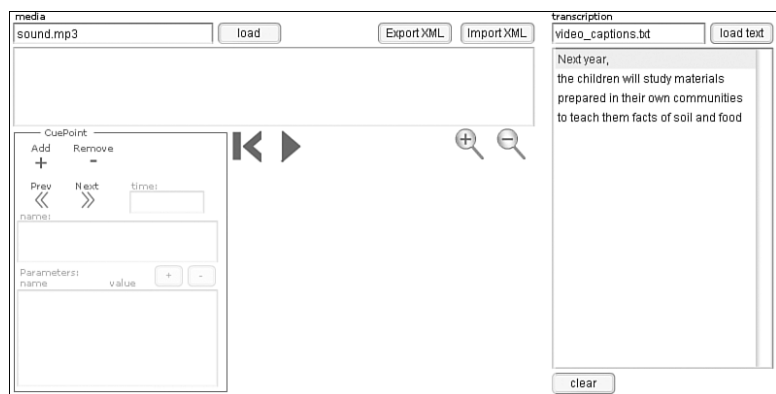 media
sound.mp3
load
Export XML
Import XML
transcription
video_captions.txt
load text
Next year,
the children will study materials
prepared in their own communities
to teach them facts of soil and food
CuePoint
Add
Remove
+
-
Prev
Next
time:
name:
Parameters:
name
value
+
-
clear